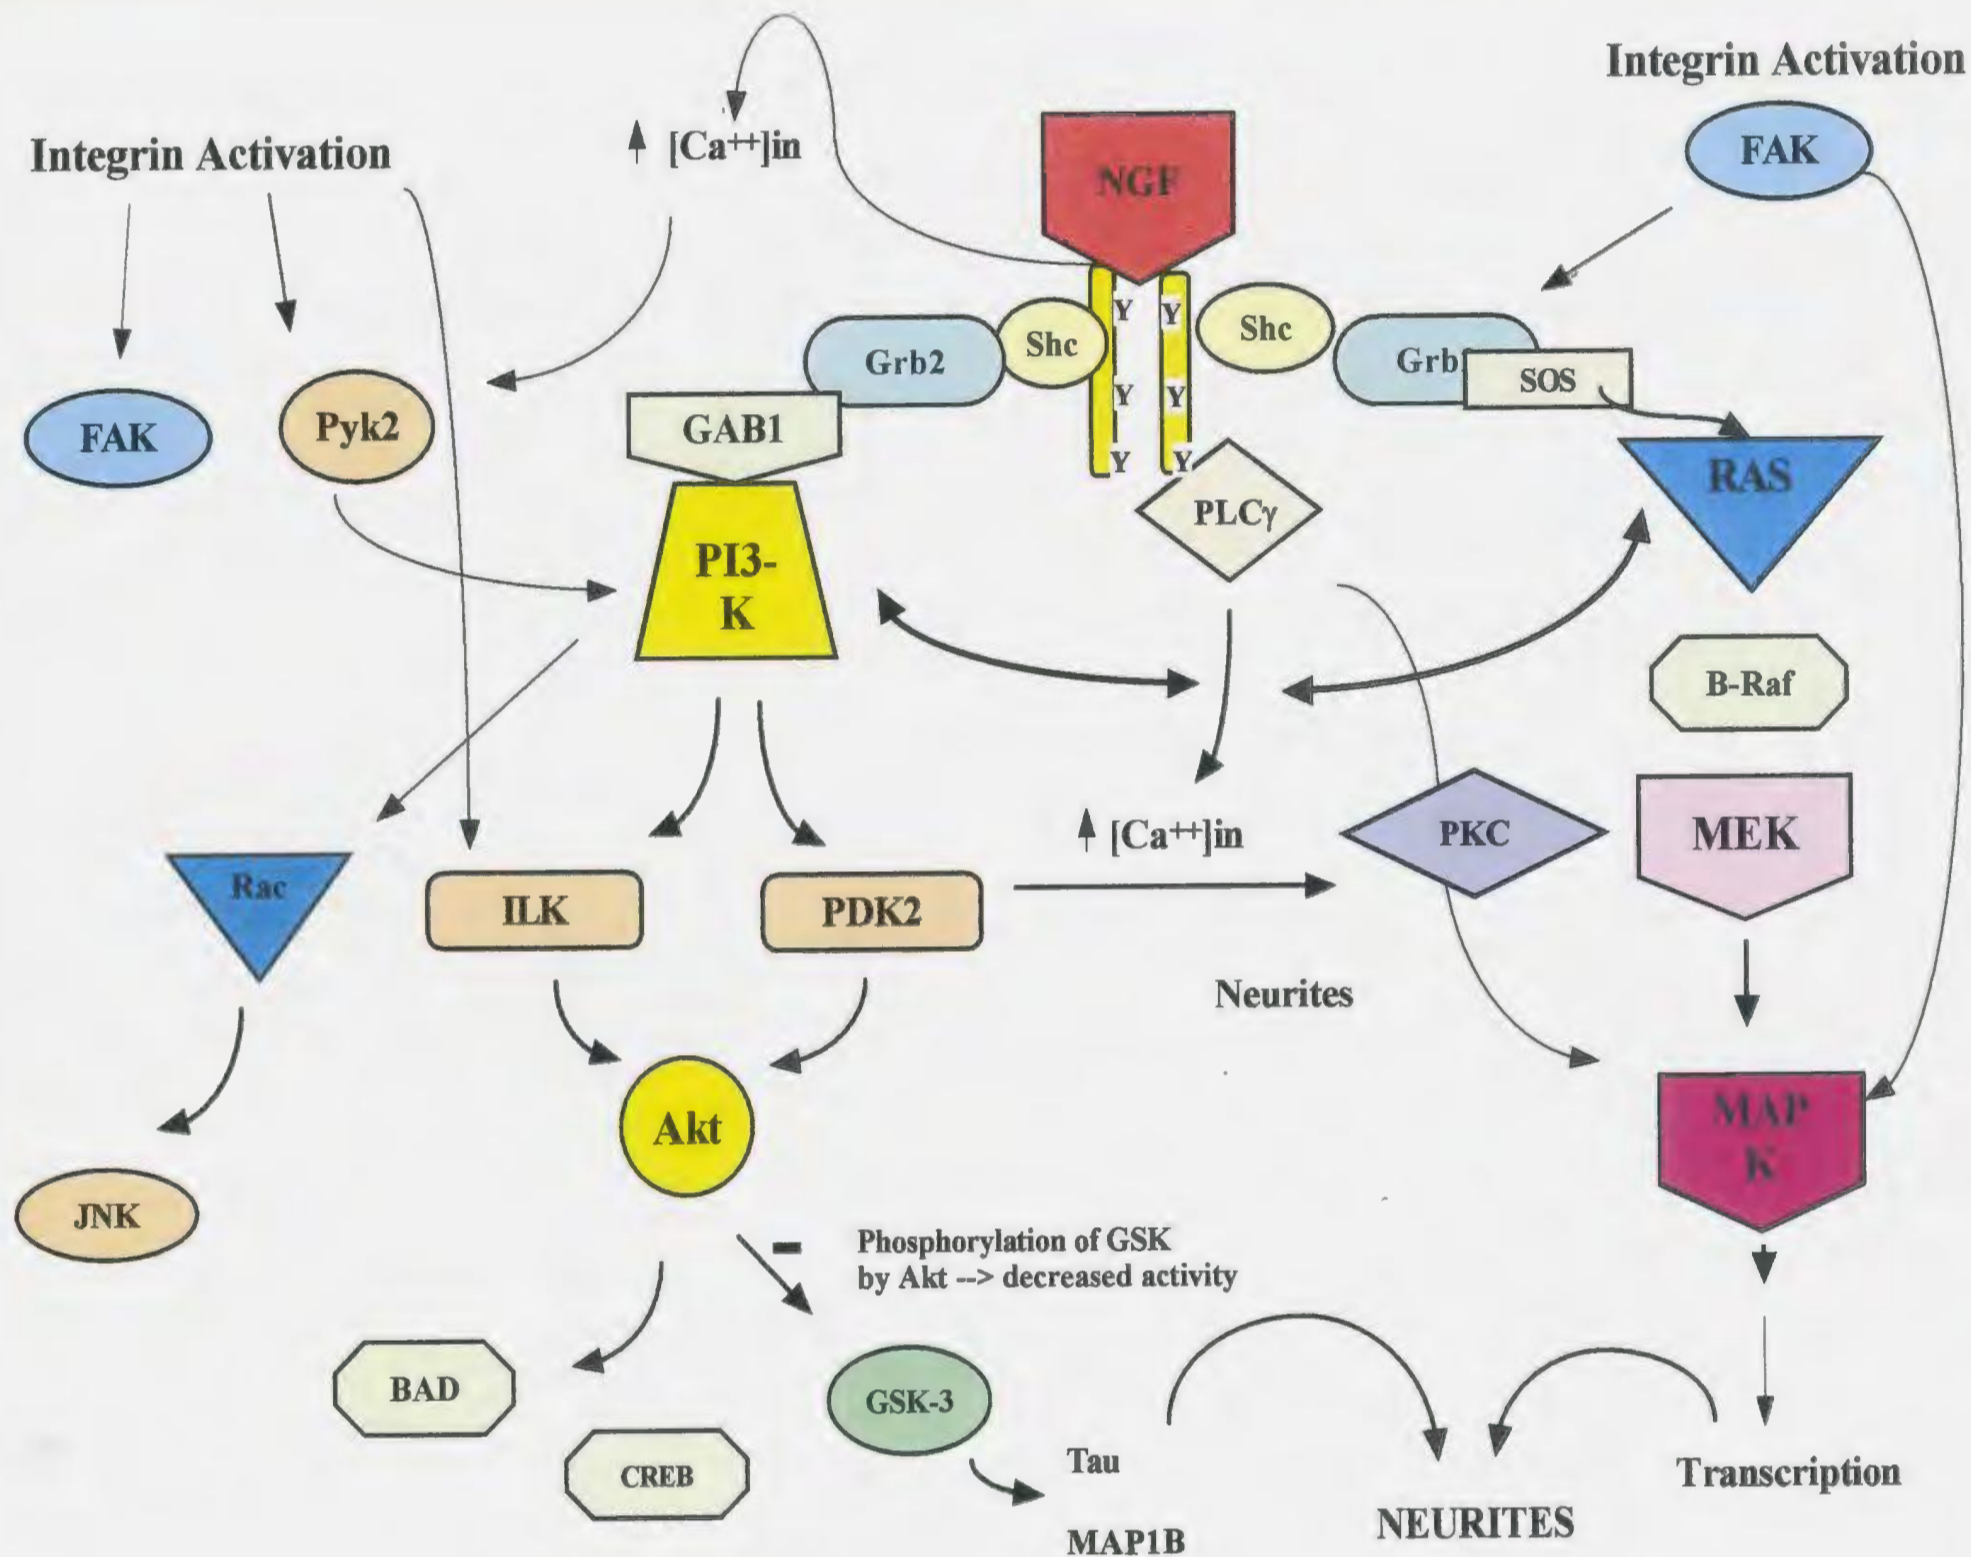 Integrin Activation
Integrin Activation
FAK
[Ca++]in
NGF
Y
Y
Y
Y
Y
Y
Shc
Shc
Grb2
Grb
SOS
FAK
Pyk2
GAB1
PI3-
K
PLCγ
RAS
B-Raf
[Ca++]in
PKC
MEK
Rac
ILK
PDK2
Neurites
Akt
MAP
K
JNK
Phosphorylation of GSK
by Akt --> decreased activity
BAD
GSK-3
CREB
Tau
MAP1B
Transcription
NEURITES